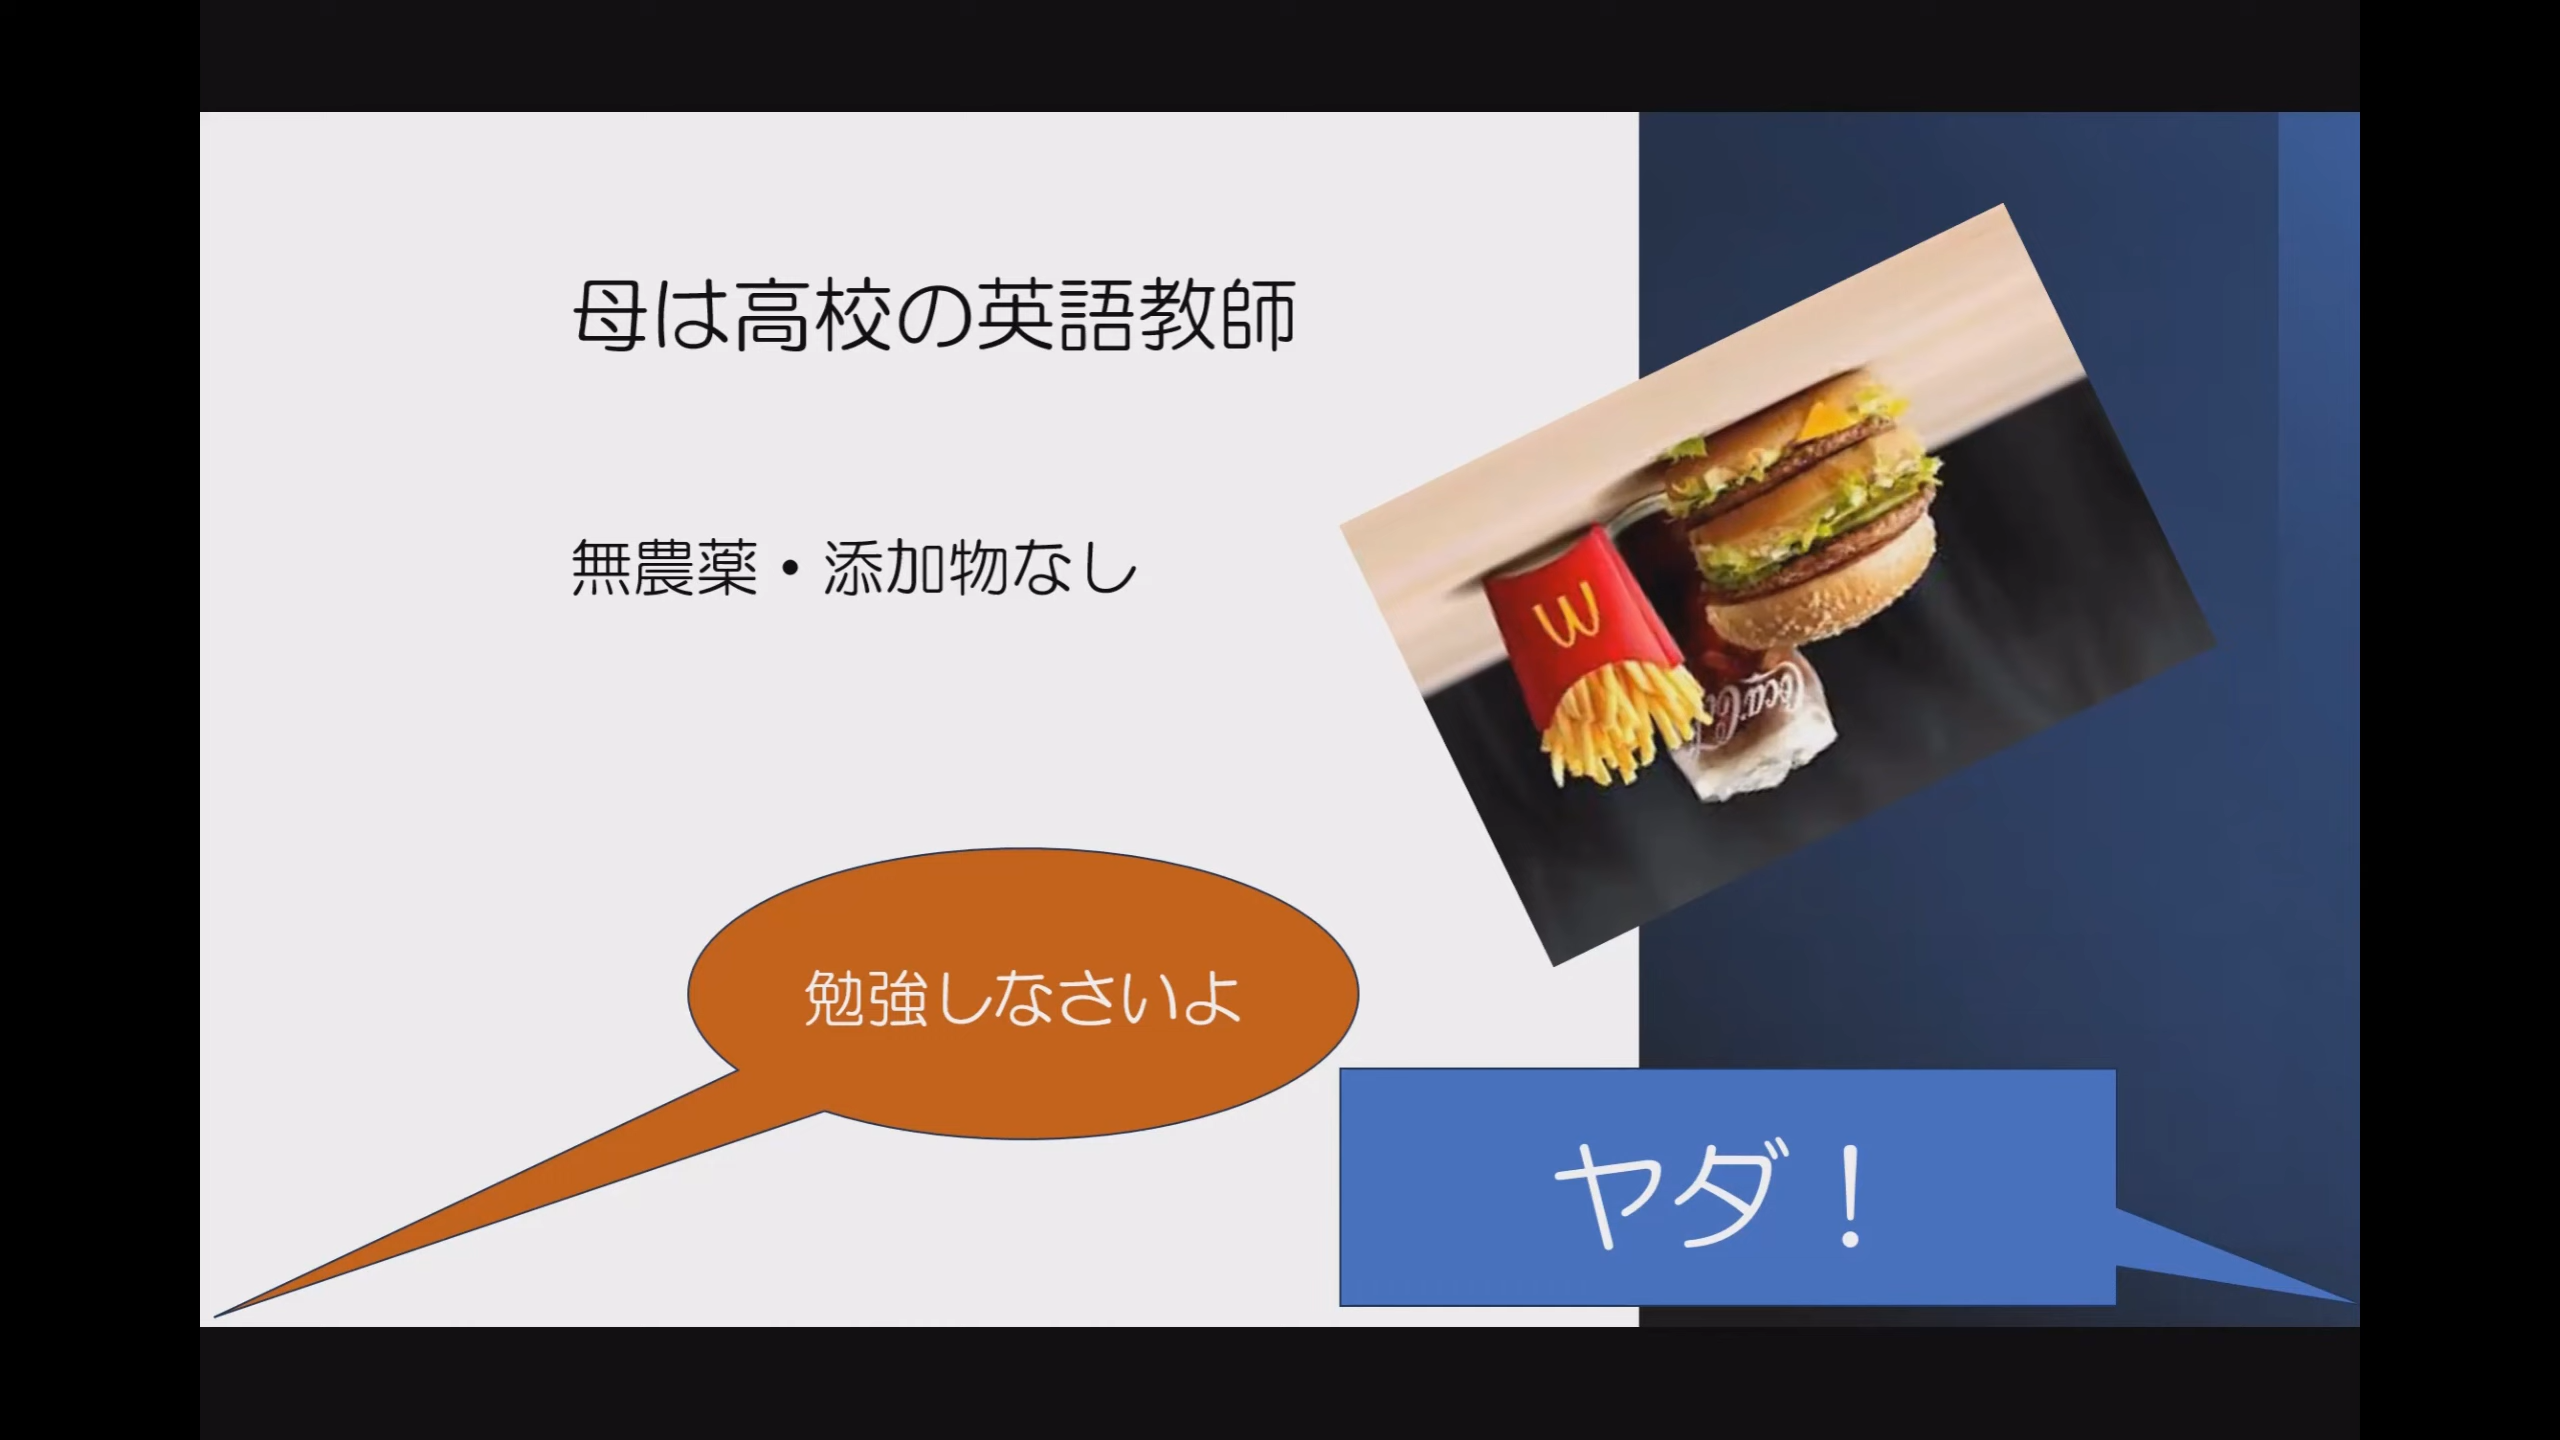 母は高校の英語教師
無農薬・添加物なし
勉強しなさいよ
ヤダ！